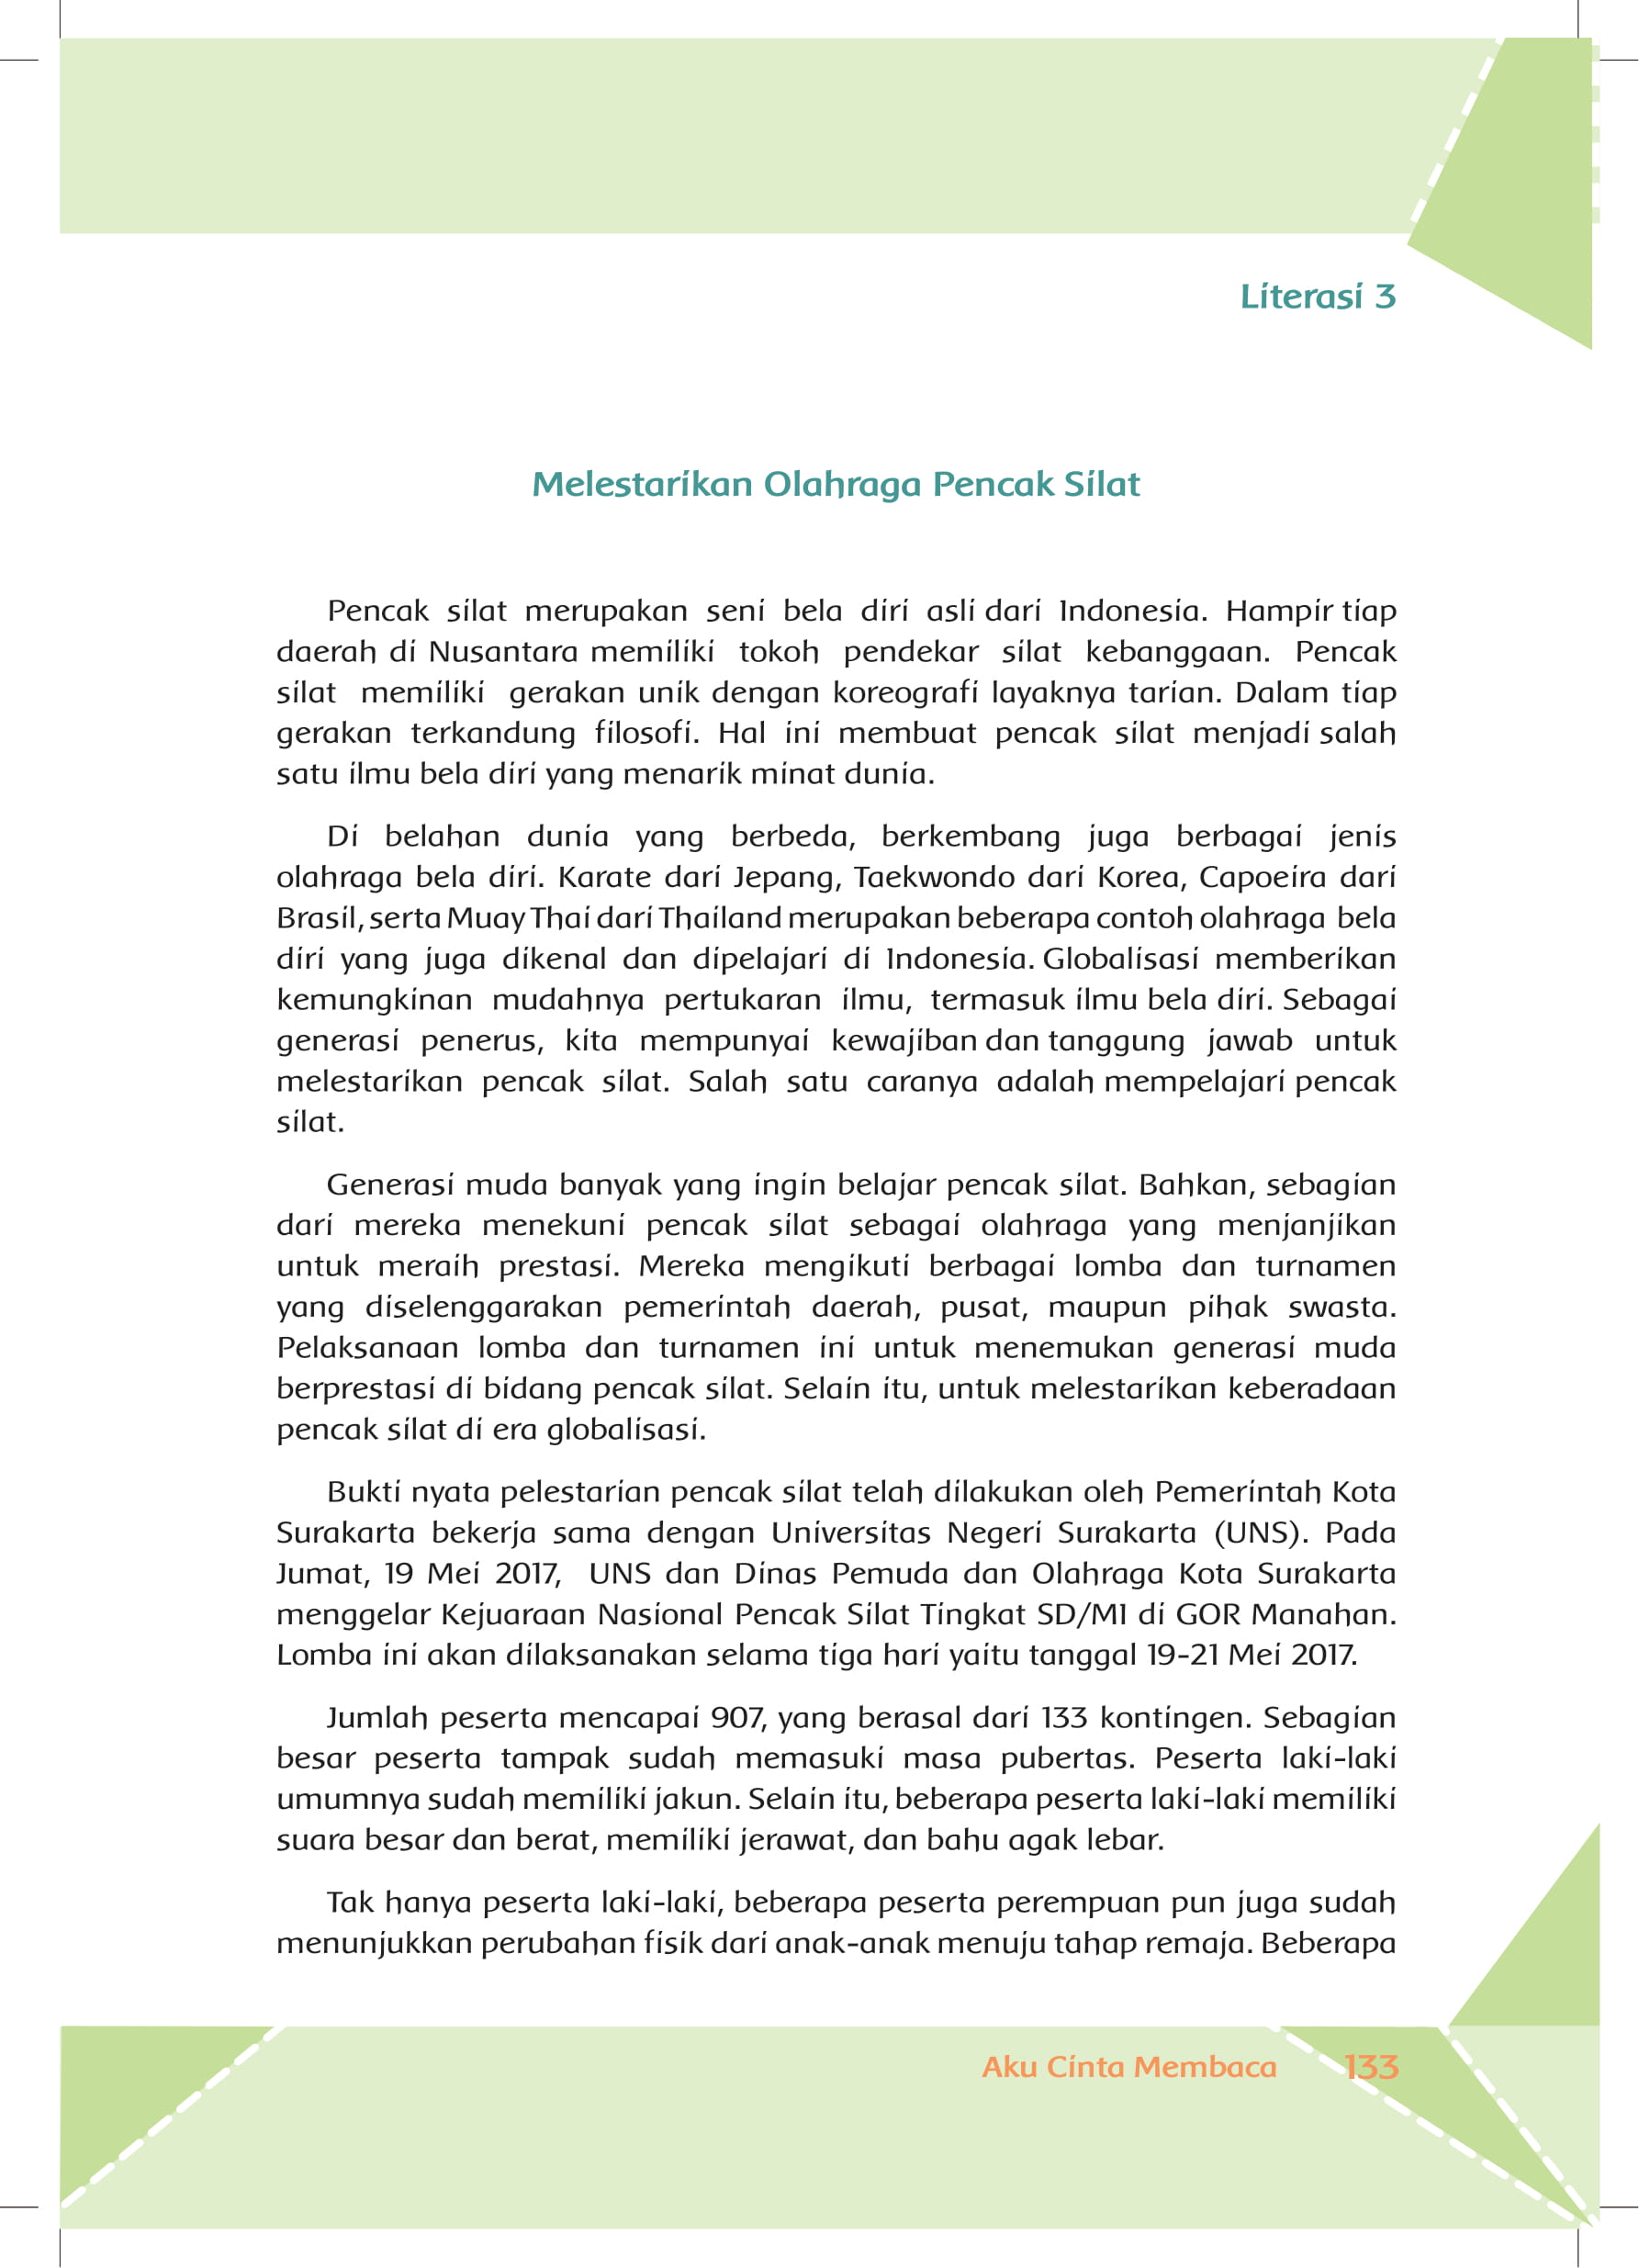 Literasi 3
Melestarikan Olahraga Pencak Silat
Pencak silat merupakan seni bela diri asli dari Indonesia. Hampir tiap
daerah di Nusantara memiliki tokoh pendekar silat kebanggaan. Pencak
silat memiliki gerakan unik dengan koreografi layaknya tarian. Dalam tiap
gerakan terkandung filosofi. Hal ini membuat pencak silat menjadi salah
satu ilmu bela diri yang menarik minat dunia.
Di belahan dunia yang berbeda, berkembang juga berbagai jenis
olahraga bela diri. Karate dari Jepang, Taekwondo dari Korea, Capoeira dari
Brasil, serta Muay Thai dari Thailand merupakan beberapa contoh olahraga bela
diri yang juga dikenal dan dipelajari di Indonesia. Globalisasi memberikan
kemungkinan mudahnya pertukaran ilmu, termasuk ilmu bela diri. Sebagai
generasi penerus, kita mempunyai kewajiban dan tanggung jawab untuk
melestarikan pencak silat. Salah satu caranya adalah mempelajari pencak
silat.
Generasi muda banyak yang ingin belajar pencak silat. Bahkan, sebagian
dari mereka menekuni pencak silat sebagai olahraga yang menjanjikan
untuk meraih prestasi. Mereka mengikuti berbagai lomba dan turnamen
yang diselenggarakan pemerintah daerah, pusat, maupun pihak swasta.
Pelaksanaan lomba dan turnamen ini untuk menemukan generasi muda
berprestasi di bidang pencak silat. Selain itu, untuk melestarikan keberadaan
pencak silat di era globalisasi.
Bukti nyata pelestarian pencak silat telah dilakukan oleh Pemerintah Kota
Surakarta bekerja sama dengan Universitas Negeri Surakarta (UNS). Pada
Jumat, 19 Mei 2017, UNS dan Dinas Pemuda dan Olahraga Kota Surakarta
menggelar Kejuaraan Nasional Pencak Silat Tingkat SD/MI di GOR Manahan.
Lomba ini akan dilaksanakan selama tiga hari yaitu tanggal 19-21 Mei 2017.
Jumlah peserta mencapai 907, yang berasal dari 133 kontingen. Sebagian
besar peserta tampak sudah memasuki masa pubertas. Peserta laki-laki
umumnya sudah memiliki jakun. Selain itu, beberapa peserta laki-laki memiliki
suara besar dan berat, memiliki jerawat, dan bahu agak lebar.
Tak hanya peserta laki-laki, beberapa peserta perempuan pun juga sudah
menunjukkan perubahan fisik dari anak-anak menuju tahap remaja. Beberapa
Aku Cinta Membaca 133